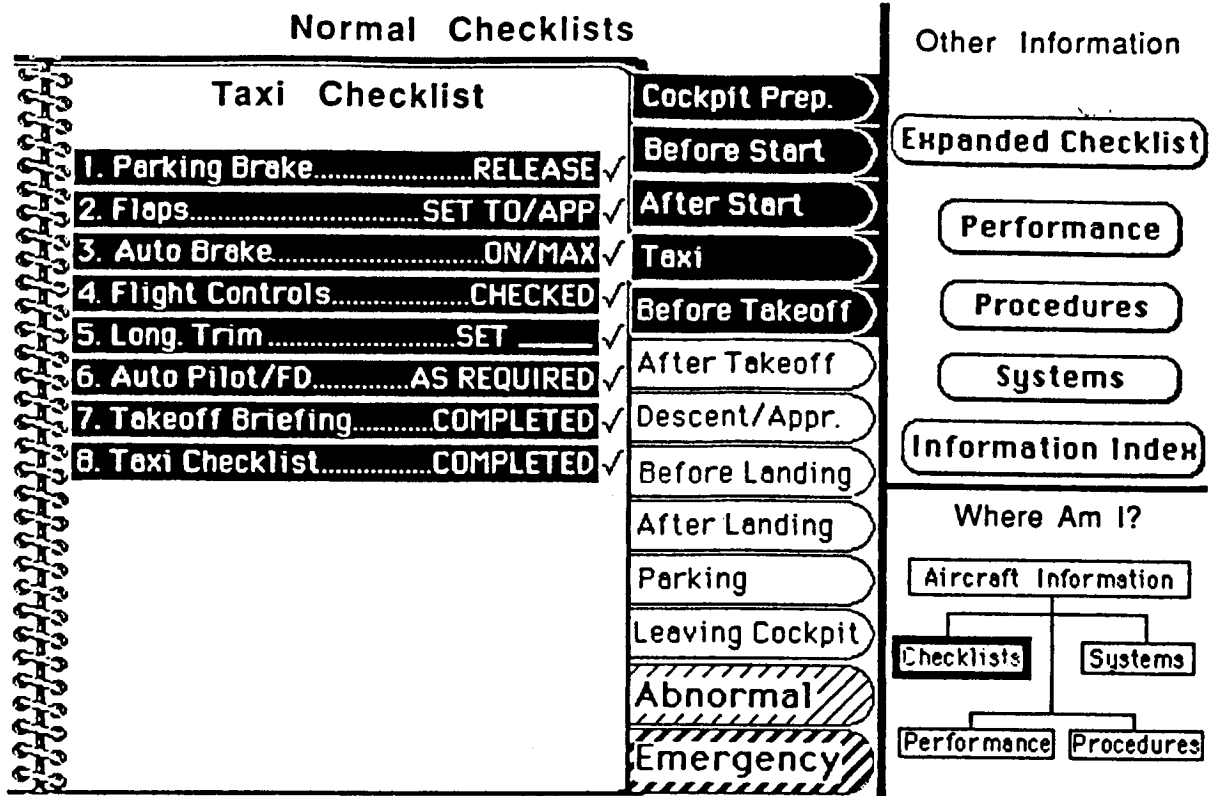 Normal Checklists
Taxi Checklist
1. Parking Brake.......................RELEASE ✓
2. Flaps.................................SET TO/APP ✓
3. Auto Brake..............................ON/MAX ✓
4. Flight Controls....................CHECKED ✓
5. Long. Trim ..........................SET _____ ✓
6. Auto Pilot/FD.............AS REQUIRED ✓
7. Takeoff Briefing...........COMPLETED ✓
8. Taxi Checklist................COMPLETED ✓
Cockpit Prep.
Before Start
After Start
Taxi
Before Takeoff
After Takeoff
Descent/Appr.
Before Landing
After Landing
Parking
Leaving Cockpit
Abnormal
Emergency
Other Information
Expanded Checklist
Performance
Procedures
Systems
Information Index
Where Am I?
Aircraft Information
Checklists
Systems
Performance
Procedures